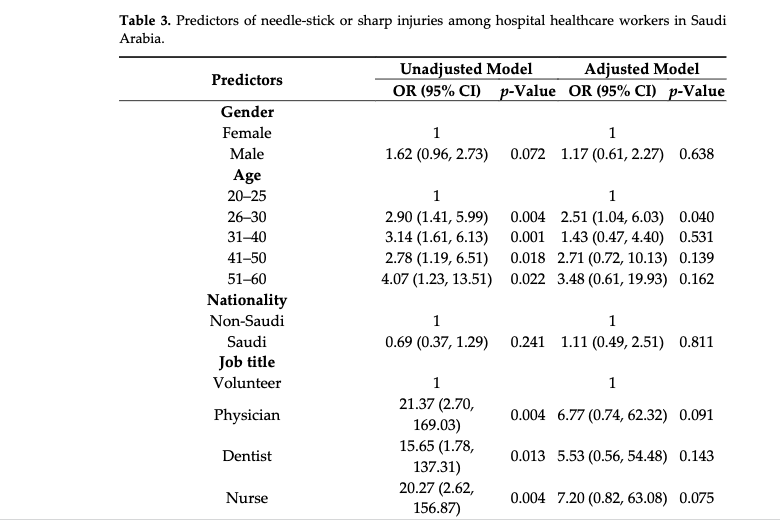 Table 3. Predictors of needle-stick or sharp injuries among hospital healthcare workers in Saudi
Arabia.
Predictors Unadjusted Model Adjusted Model
OR (95% CI) p-Value OR (95% CI) p-Value
Gender
Female 1 1
Male 1.62 (0.96, 2.73) 0.072 1.17 (0.61, 2.27) 0.638
Age
20–25 1 1
26–30 2.90 (1.41, 5.99) 0.004 2.51 (1.04, 6.03) 0.040
31–40 3.14 (1.61, 6.13) 0.001 1.43 (0.47, 4.40) 0.531
41–50 2.78 (1.19, 6.51) 0.018 2.71 (0.72, 10.13) 0.139
51–60 4.07 (1.23, 13.51) 0.022 3.48 (0.61, 19.93) 0.162
Nationality
Non-Saudi 1 1
Saudi 0.69 (0.37, 1.29) 0.241 1.11 (0.49, 2.51) 0.811
Job title
Volunteer 1 1
Physician 21.37 (2.70, 169.03) 0.004 6.77 (0.74, 62.32) 0.091
Dentist 15.65 (1.78, 137.31) 0.013 5.53 (0.56, 54.48) 0.143
Nurse 20.27 (2.62, 156.87) 0.004 7.20 (0.82, 63.08) 0.075